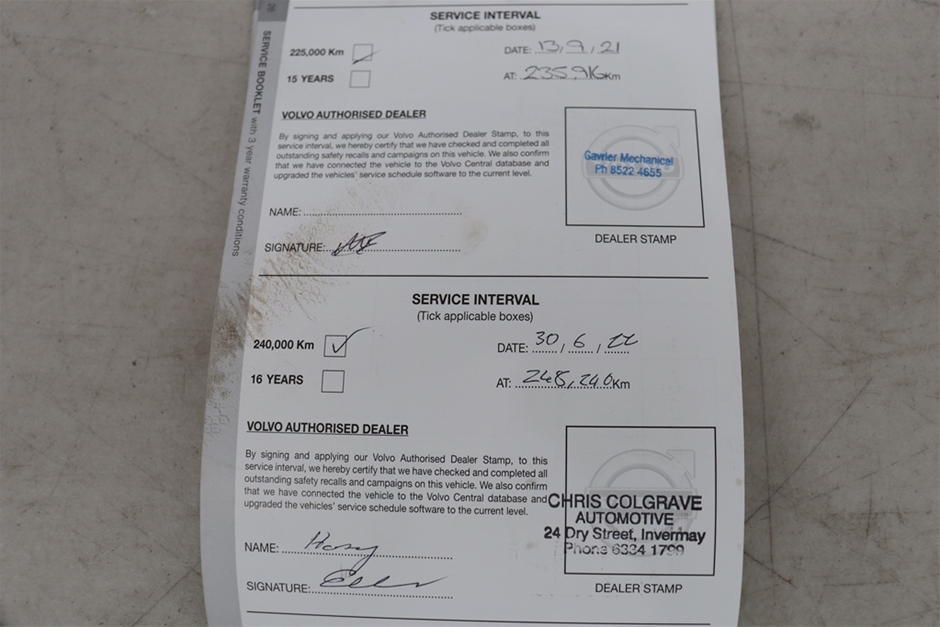 20 SERVICE BOOKLET with 3 year warranty conditions
SERVICE INTERVAL
(Tick applicable boxes)
225,000 Km
DATE: 13, 9, 21
15 YEARS
AT: 235,916 Km
VOLVO AUTHORISED DEALER
By signing and applying our Volvo Authorised Dealer Stamp, to this
service interval, we hereby certify that we have checked and completed all
outstanding safety recalls and campaigns on this vehicle. We also confirm
that we have connected the vehicle to the Volvo Central database and
upgraded the vehicles' service schedule software to the current level.
Gawler Mechanical
Ph 8522 4655
NAME:
SIGNATURE:
DEALER STAMP
SERVICE INTERVAL
(Tick applicable boxes)
240,000 Km
DATE: 30 / 6 / 22
16 YEARS
AT: 248,240 Km
VOLVO AUTHORISED DEALER
By signing and applying our Volvo Authorised Dealer Stamp, to this
service interval, we hereby certify that we have checked and completed all
outstanding safety recalls and campaigns on this vehicle. We also confirm
that we have connected the vehicle to the Volvo Central database and
upgraded the vehicles' service schedule software to the current level.
CHRIS COLGRAVE
AUTOMOTIVE
24 Dry Street, Invermay
Phone 6334 1799
NAME:
SIGNATURE:
DEALER STAMP